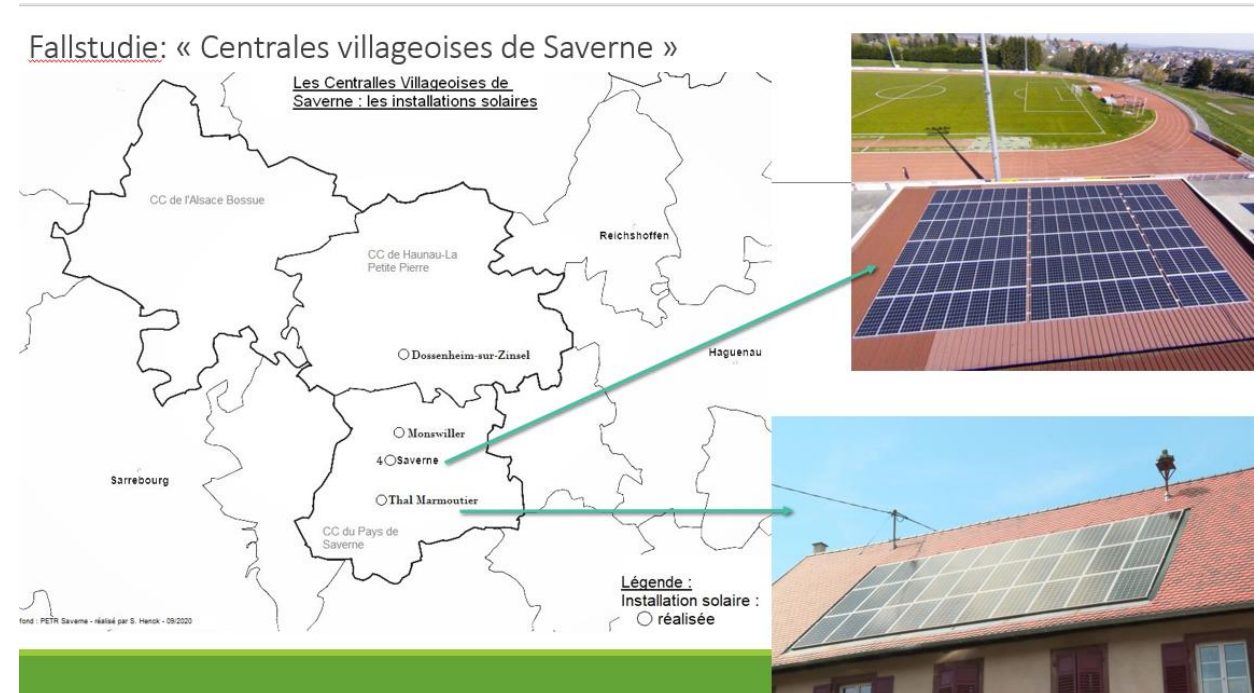 Fallstudie: « Centrales villageoises de Saverne »
Les Centralles Villageoises de
Saverne : les installations solaires
CC de l'Alsace Bossue
CC de Haunau-La
Petite Pierre
Reichshoffen
Dossenheim-sur-Zinsel
Haguenau
Monswiller
4 Saverne
Sarrebourg
Thal Marmoutier
CC du Pays de
Saverne
Légende :
Installation solaire :
réalisée
fond : PETR Saverne - réalisé par S. Henck - 09/2020